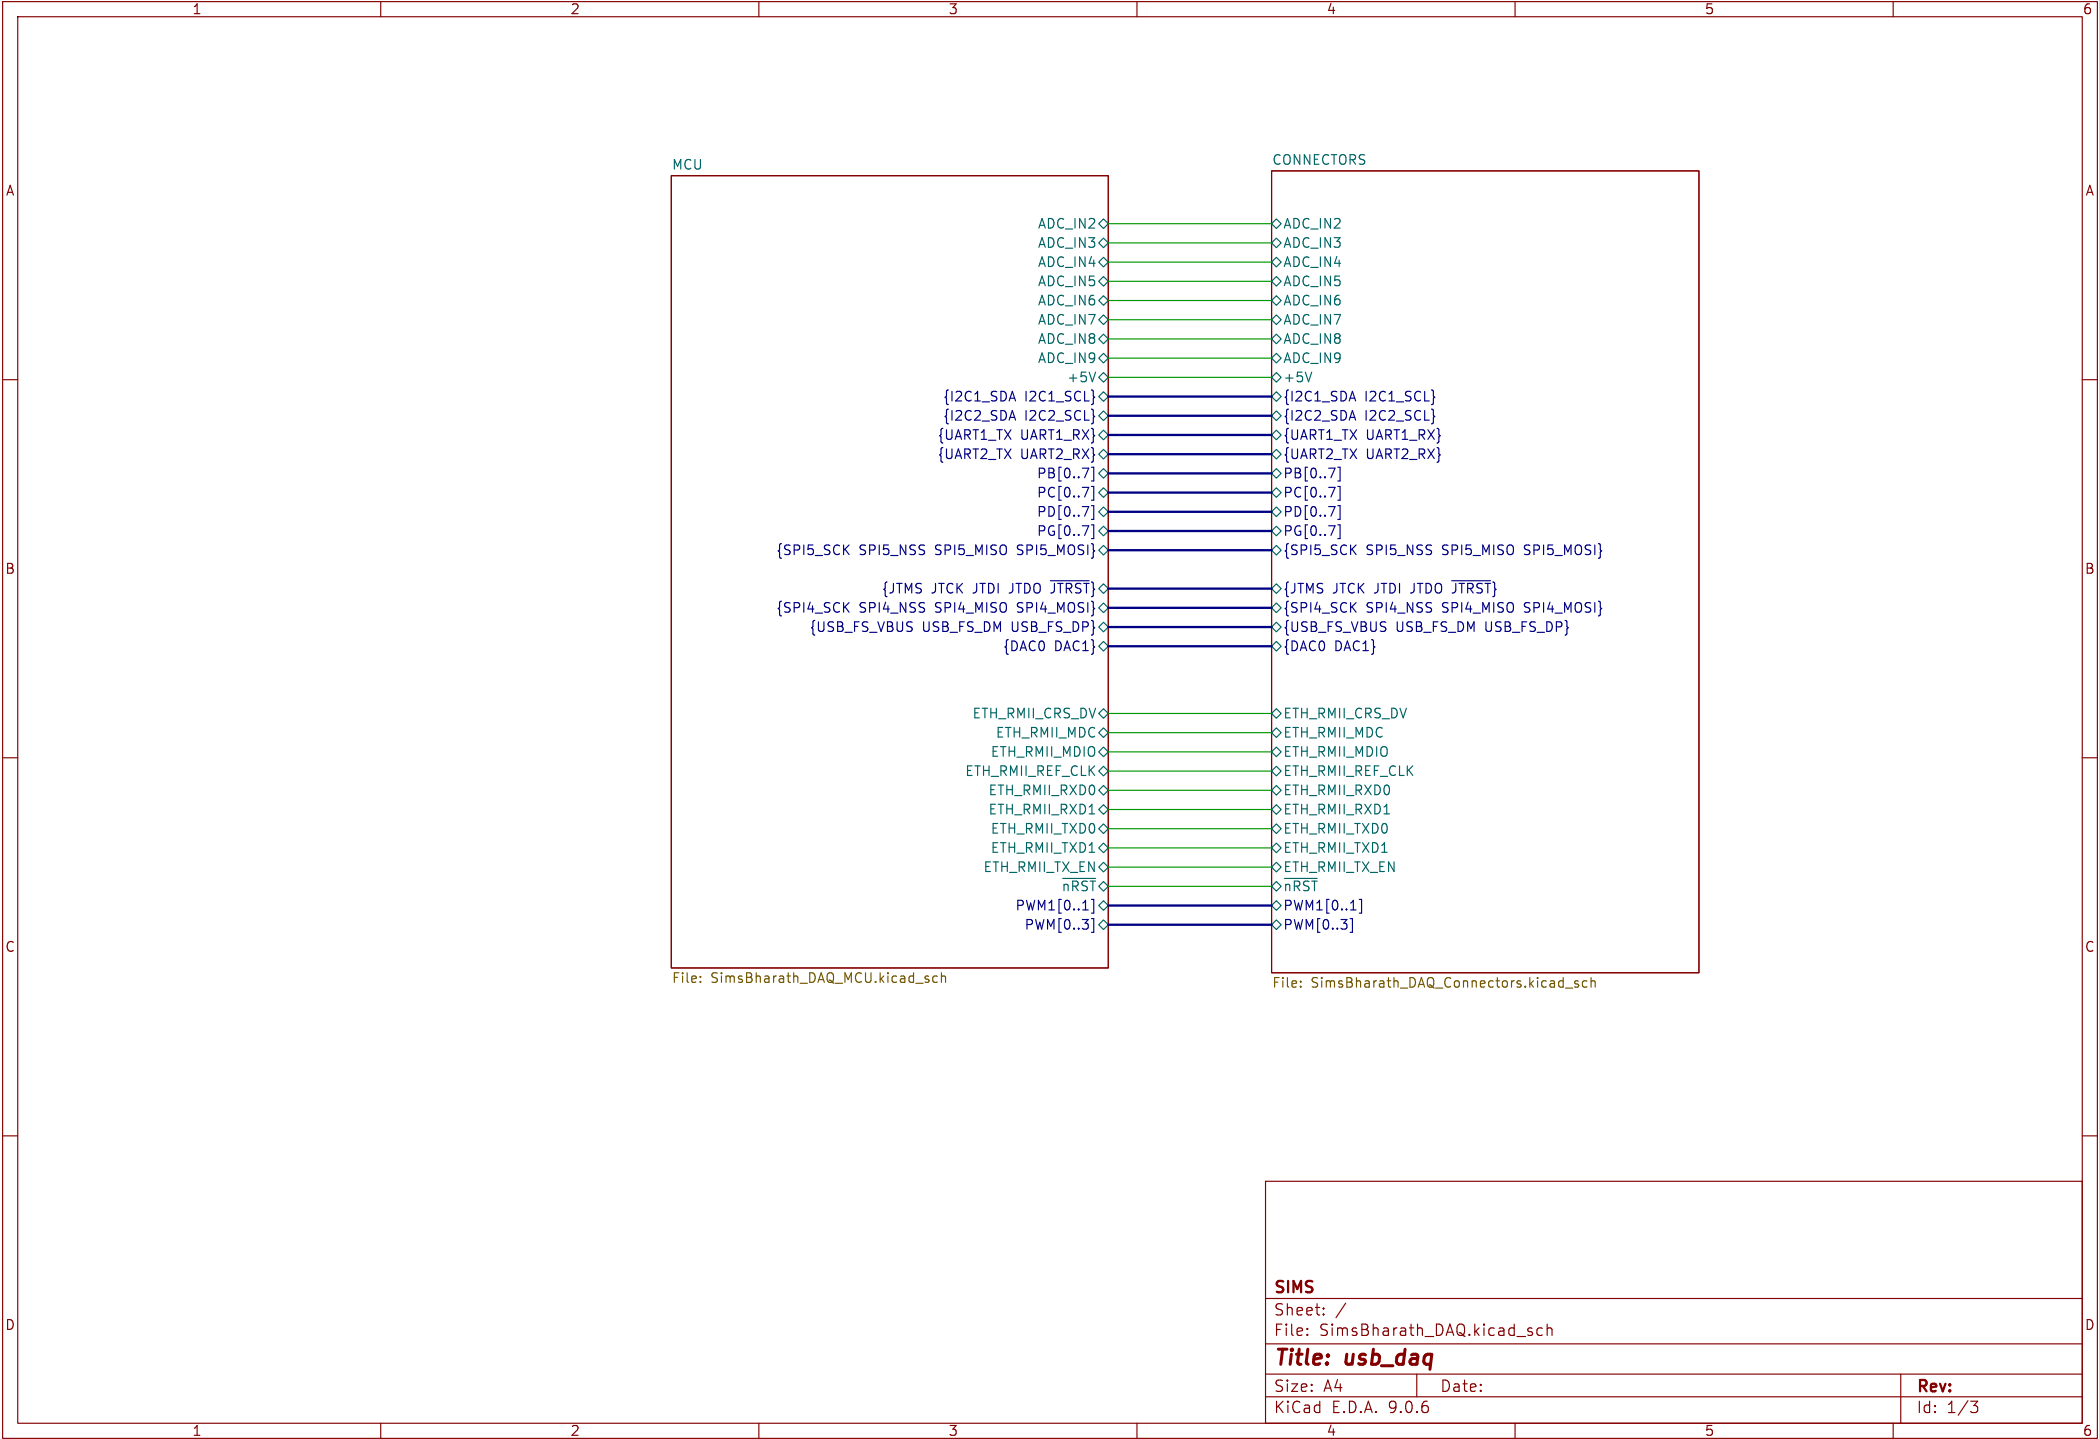 1 2 3 4 5 6
MCU
CONNECTORS
A A
ADC_IN2 ADC_IN2
ADC_IN3 ADC_IN3
ADC_IN4 ADC_IN4
ADC_IN5 ADC_IN5
ADC_IN6 ADC_IN6
ADC_IN7 ADC_IN7
ADC_IN8 ADC_IN8
ADC_IN9 ADC_IN9
+5V +5V
{I2C1_SDA I2C1_SCL} {I2C1_SDA I2C1_SCL}
{I2C2_SDA I2C2_SCL} {I2C2_SDA I2C2_SCL}
{UART1_TX UART1_RX} {UART1_TX UART1_RX}
{UART2_TX UART2_RX} {UART2_TX UART2_RX}
PB[0..7] PB[0..7]
PC[0..7] PC[0..7]
PD[0..7] PD[0..7]
PG[0..7] PG[0..7]
{SPI5_SCK SPI5_NSS SPI5_MISO SPI5_MOSI} {SPI5_SCK SPI5_NSS SPI5_MISO SPI5_MOSI}
B B
{JTMS JTCK JTDI JTDO JTRST} {JTMS JTCK JTDI JTDO JTRST}
{SPI4_SCK SPI4_NSS SPI4_MISO SPI4_MOSI} {SPI4_SCK SPI4_NSS SPI4_MISO SPI4_MOSI}
{USB_FS_VBUS USB_FS_DM USB_FS_DP} {USB_FS_VBUS USB_FS_DM USB_FS_DP}
{DAC0 DAC1} {DAC0 DAC1}
ETH_RMII_CRS_DV ETH_RMII_CRS_DV
ETH_RMII_MDC ETH_RMII_MDC
ETH_RMII_MDIO ETH_RMII_MDIO
ETH_RMII_REF_CLK ETH_RMII_REF_CLK
ETH_RMII_RXD0 ETH_RMII_RXD0
ETH_RMII_RXD1 ETH_RMII_RXD1
ETH_RMII_TXD0 ETH_RMII_TXD0
ETH_RMII_TXD1 ETH_RMII_TXD1
ETH_RMII_TX_EN ETH_RMII_TX_EN
nRST nRST
PWM1[0..1] PWM1[0..1]
PWM[0..3] PWM[0..3]
C C
File: SimsBharath_DAQ_MCU.kicad_sch
File: SimsBharath_DAQ_Connectors.kicad_sch
SIMS
Sheet: /
D D
File: SimsBharath_DAQ.kicad_sch
Title: usb_daq
Size: A4 Date: Rev:
KiCad E.D.A. 9.0.6 Id: 1/3
1 2 3 4 5 6